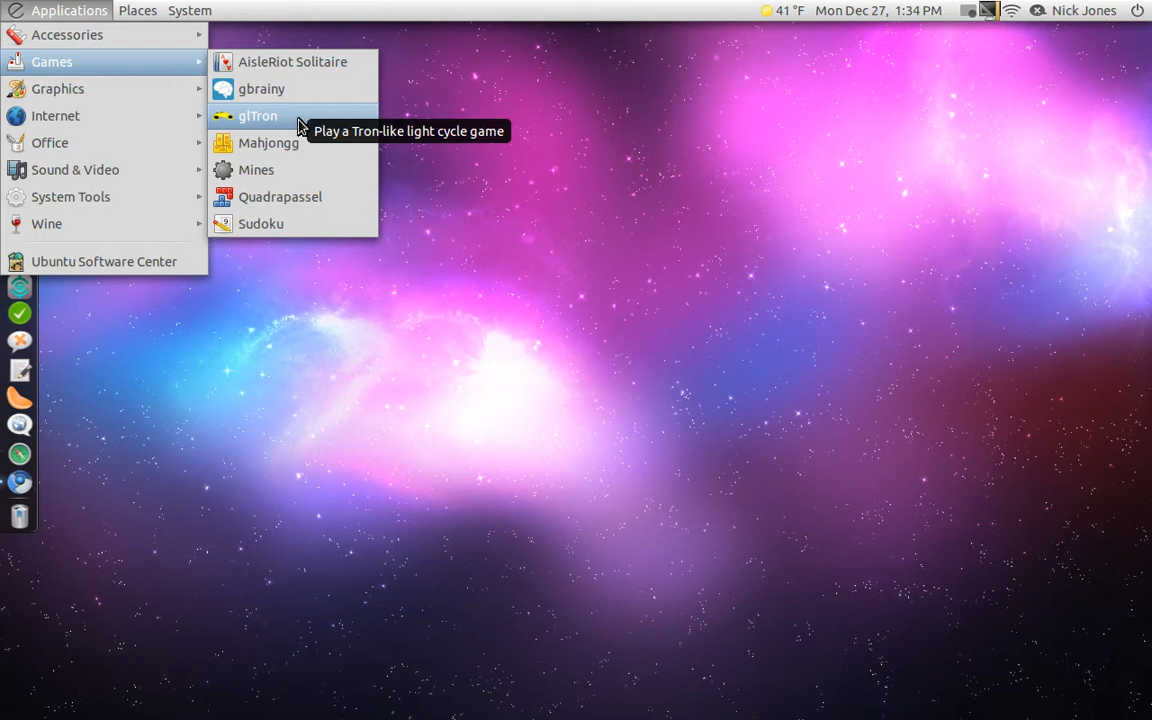 Applications Places System 41 °F Mon Dec 27, 1:34 PM Nick Jones
Accessories
Games
Graphics
Internet
Office
Sound & Video
System Tools
Wine
Ubuntu Software Center
AisleRiot Solitaire
gbrainy
glTron
Mahjongg
Mines
Quadrapassel
Sudoku
Play a Tron-like light cycle game